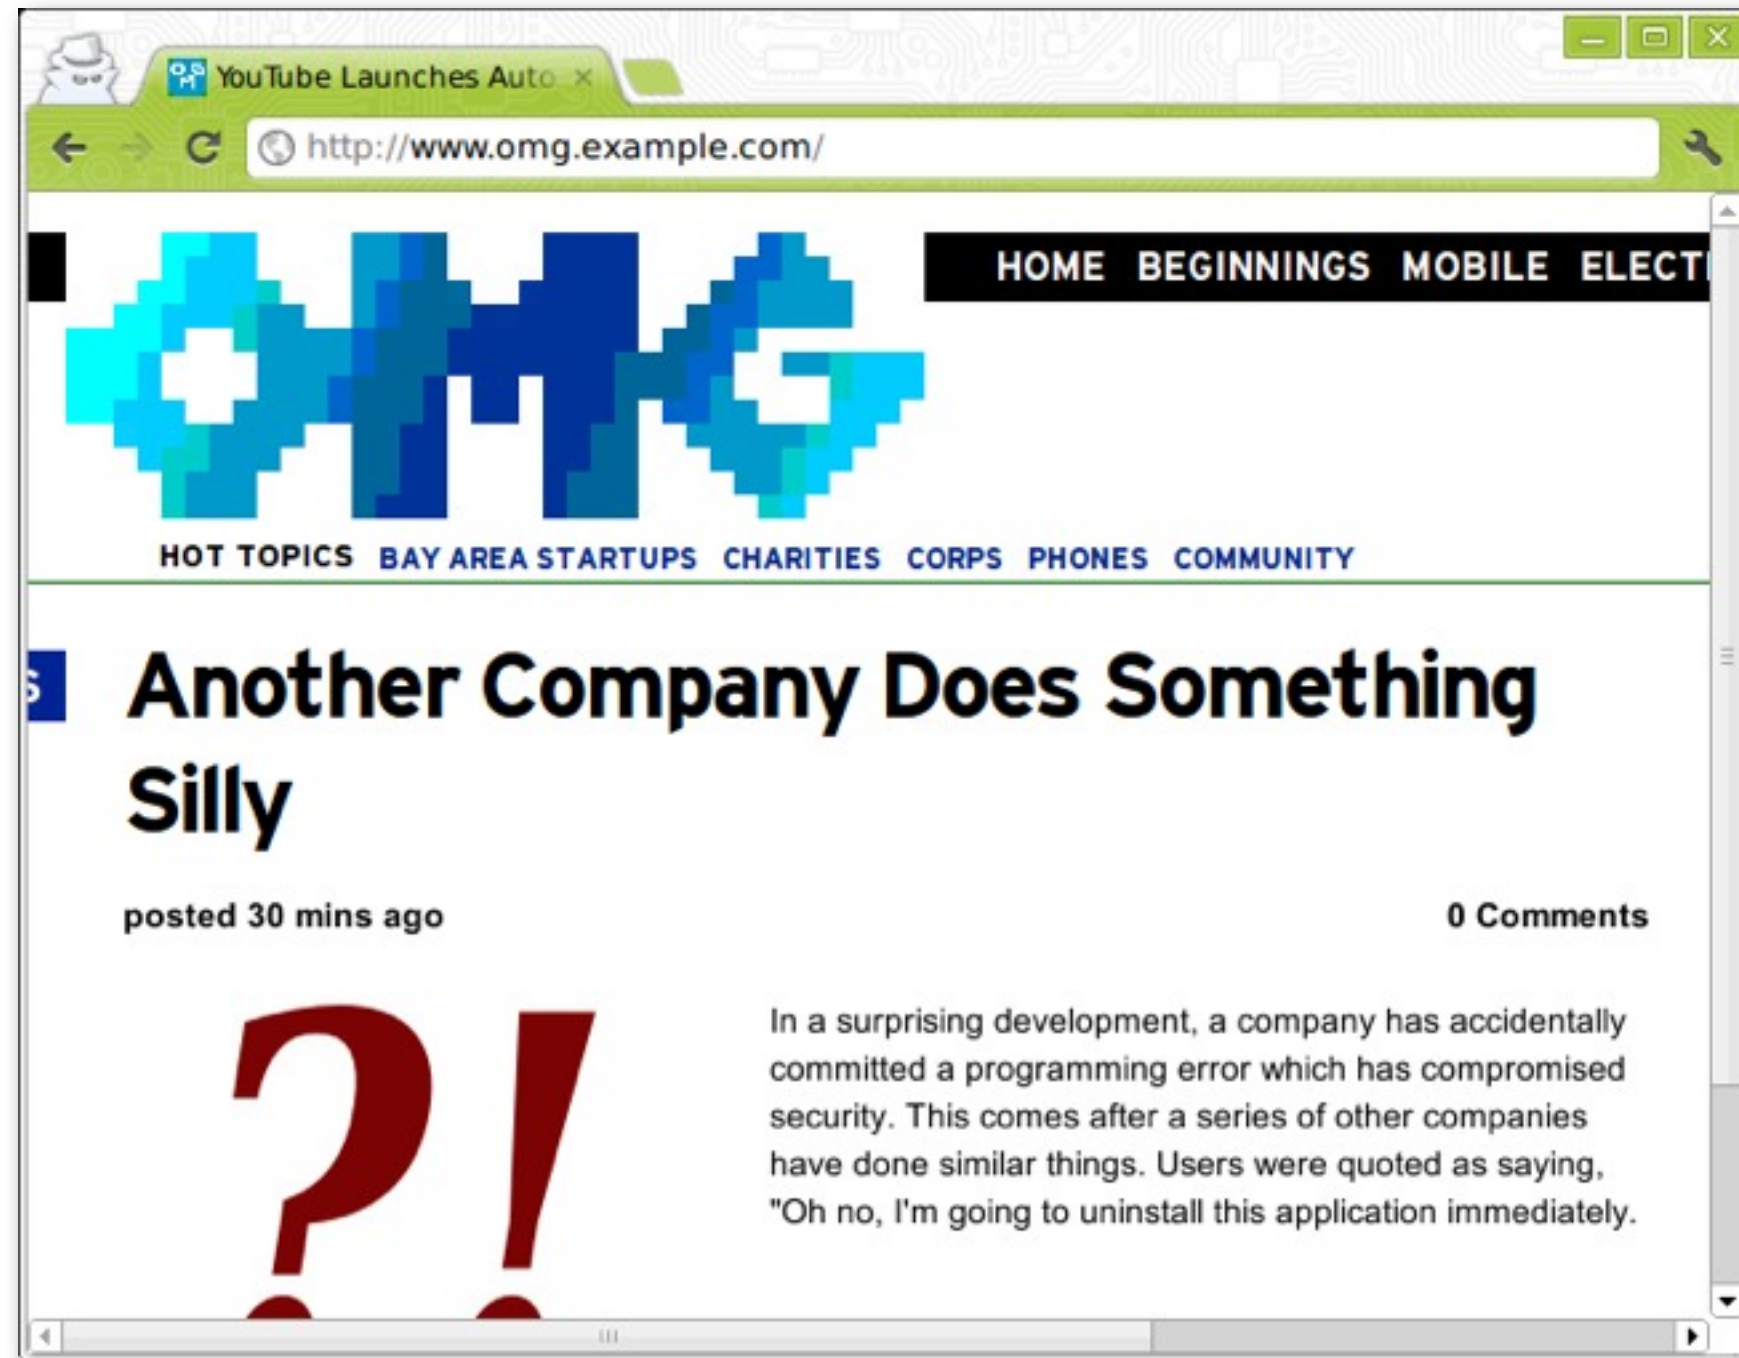 YouTube Launches Auto
http://www.omg.example.com/
OMG
HOME BEGINNINGS MOBILE ELECT
HOT TOPICS BAY AREA STARTUPS CHARITIES CORPS PHONES COMMUNITY
S
Another Company Does Something
Silly
posted 30 mins ago 0 Comments
?!
In a surprising development, a company has accidentally
committed a programming error which has compromised
security. This comes after a series of other companies
have done similar things. Users were quoted as saying,
"Oh no, I'm going to uninstall this application immediately.